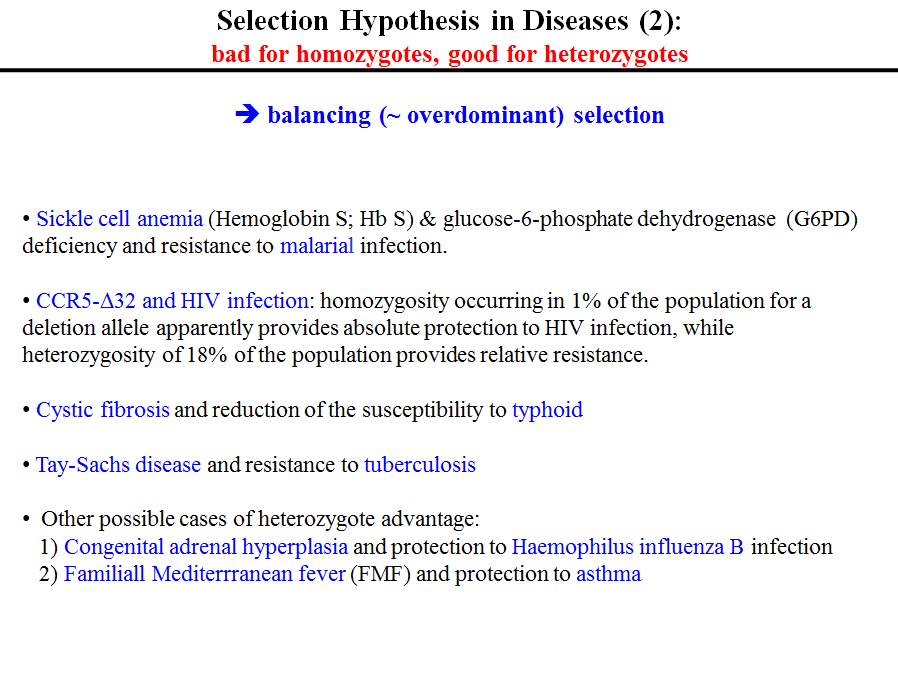 Selection Hypothesis in Diseases (2):
bad for homozygotes, good for heterozygotes
➔ balancing (~ overdominant) selection
• Sickle cell anemia (Hemoglobin S; Hb S) & glucose-6-phosphate dehydrogenase (G6PD)
deficiency and resistance to malarial infection.
• CCR5-Δ32 and HIV infection: homozygosity occurring in 1% of the population for a
deletion allele apparently provides absolute protection to HIV infection, while
heterozygosity of 18% of the population provides relative resistance.
• Cystic fibrosis and reduction of the susceptibility to typhoid
• Tay-Sachs disease and resistance to tuberculosis
• Other possible cases of heterozygote advantage:
1) Congenital adrenal hyperplasia and protection to Haemophilus influenza B infection
2) Familiall Mediterrranean fever (FMF) and protection to asthma